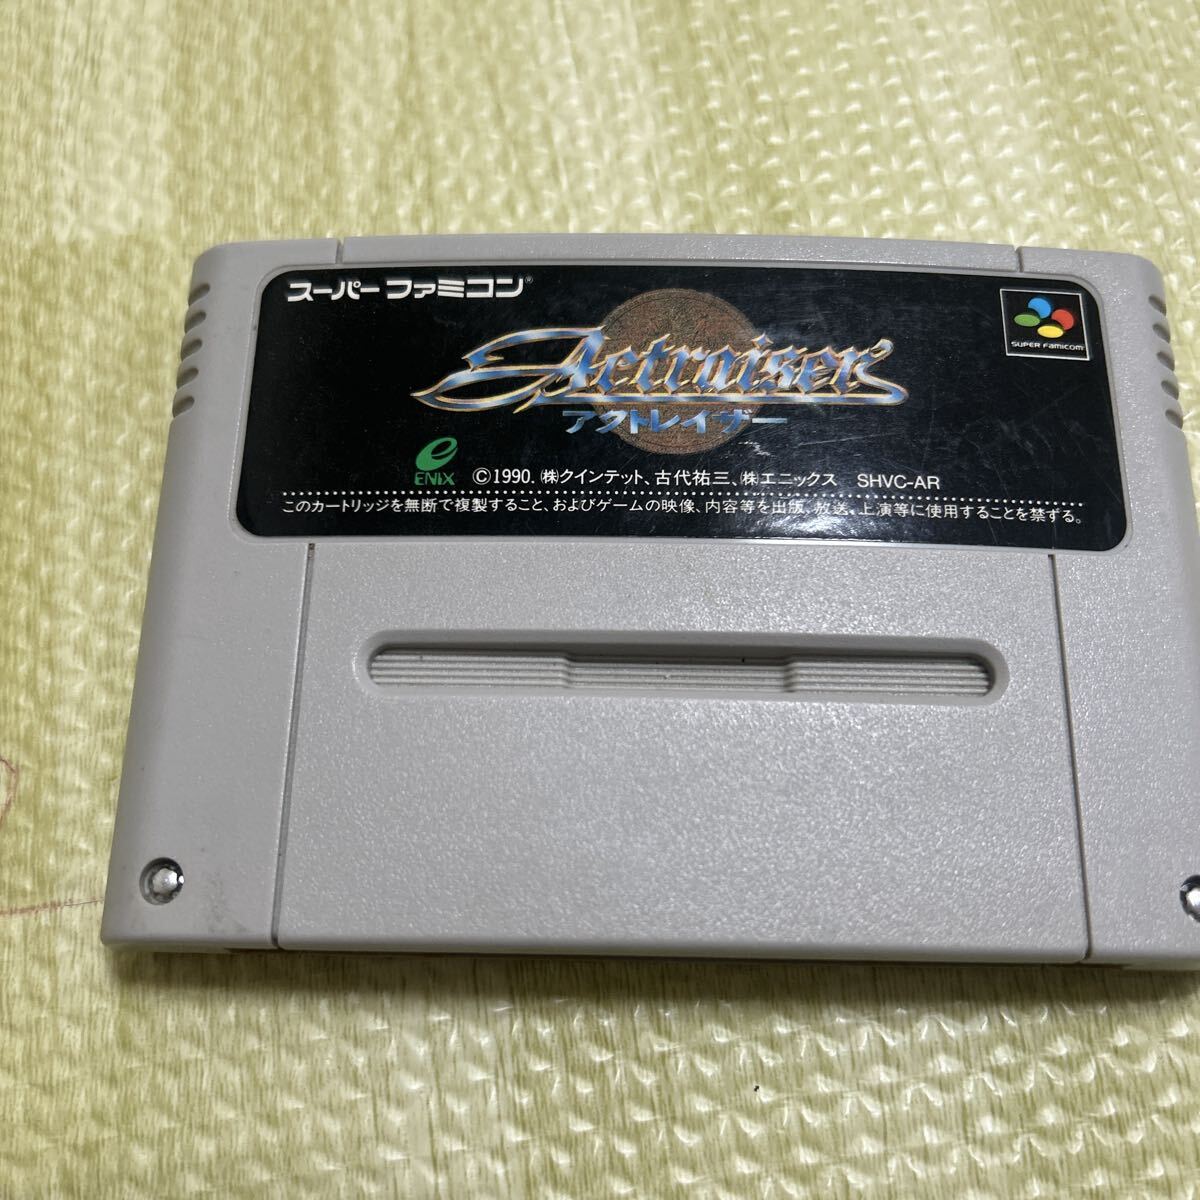 スーパーファミコン®
Actraiser
アクトレイザー
SUPER FAMICOM
ENIX
©1990. ㈱クインテット、古代祐三、㈱エニックス SHVC-AR
このカートリッジを無断で複製すること、およびゲームの映像、内容等を出版、放送、上演等に使用することを禁ずる。